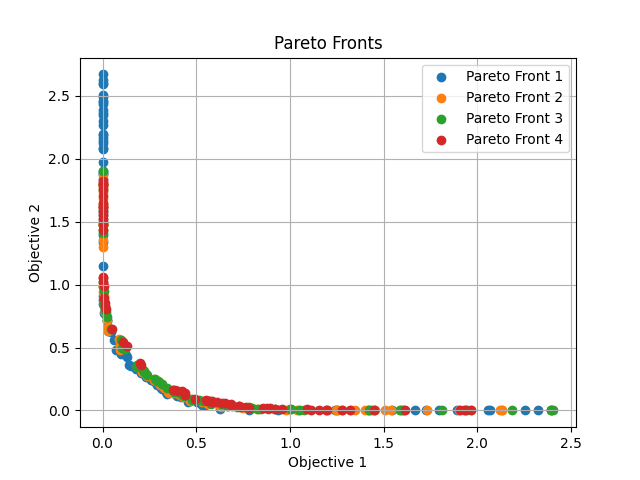 Pareto Fronts
Pareto Front 1
Pareto Front 2
Pareto Front 3
Pareto Front 4
Objective 2
2.5
2.0
1.5
1.0
0.5
0.0
0.0 0.5 1.0 1.5 2.0 2.5
Objective 1